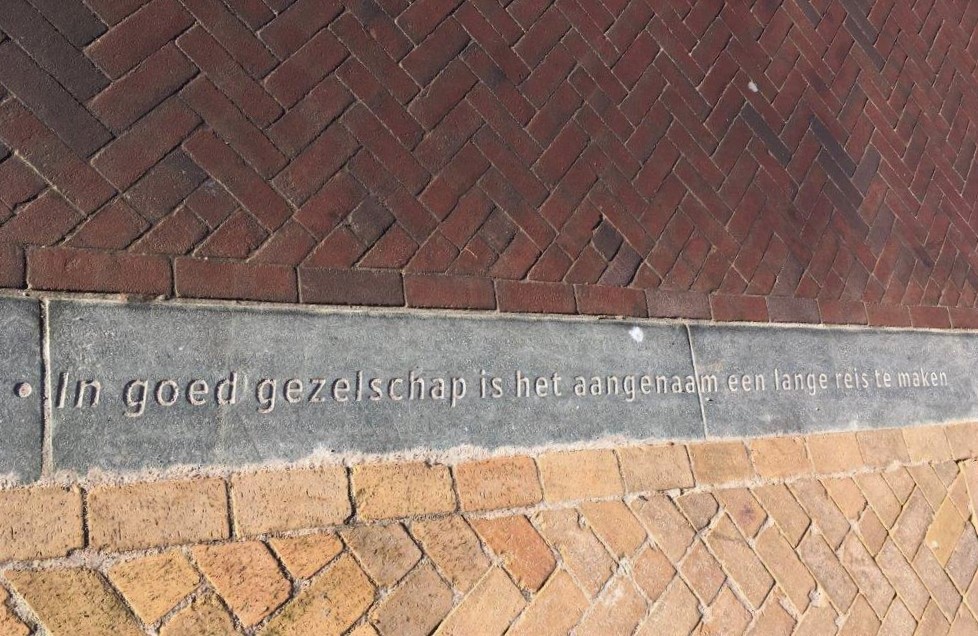 • In goed gezelschap is het aangenaam een lange reis te maken